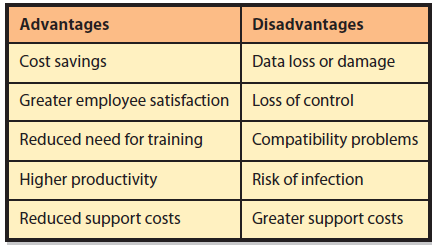 Advantages Disadvantages
Cost savings Data loss or damage
Greater employee satisfaction Loss of control
Reduced need for training Compatibility problems
Higher productivity Risk of infection
Reduced support costs Greater support costs